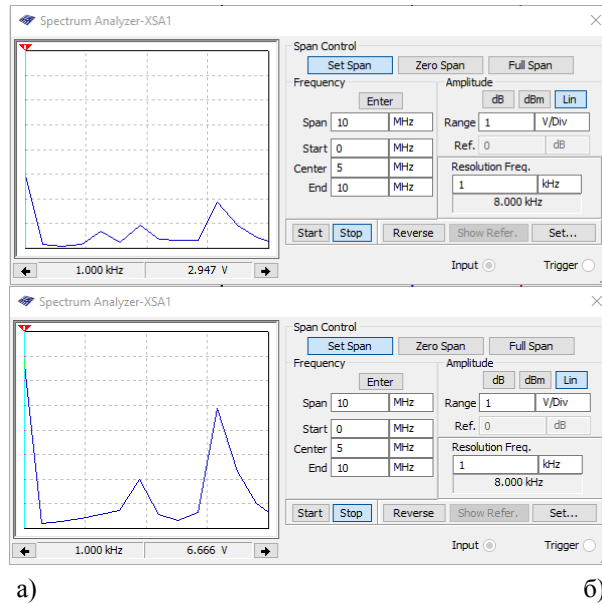 Spectrum Analyzer-XSA1
Span Control
Set Span Zero Span Full Span
Frequency
Enter
Span 10 MHz
Start 0 MHz
Center 5 MHz
End 10 MHz
Amplitude
dB dBm Lin
Range 1 V/Div
Ref. 0 dB
Resolution Freq.
1 kHz
8.000 kHz
Start Stop Reverse Show Refer. Set...
1.000 kHz 2.947 V
Input Trigger
Spectrum Analyzer-XSA1
Span Control
Set Span Zero Span Full Span
Frequency
Enter
Span 10 MHz
Start 0 MHz
Center 5 MHz
End 10 MHz
Amplitude
dB dBm Lin
Range 1 V/Div
Ref. 0 dB
Resolution Freq.
1 kHz
8.000 kHz
Start Stop Reverse Show Refer. Set...
1.000 kHz 6.666 V
Input Trigger
а) б)